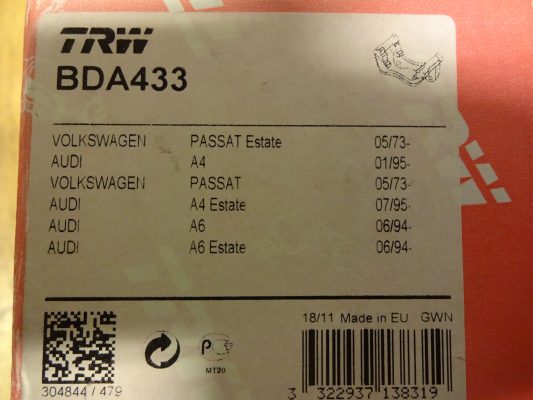 TRW
BDA433
VOLKSWAGEN PASSAT Estate 05/73-
AUDI A4 01/95-
VOLKSWAGEN PASSAT 05/73-
AUDI A4 Estate 07/95-
AUDI A6 06/94-
AUDI A6 Estate 06/94-
18/11 Made in EU GWN
P
MT20
304844 / 479
3 322937 138319